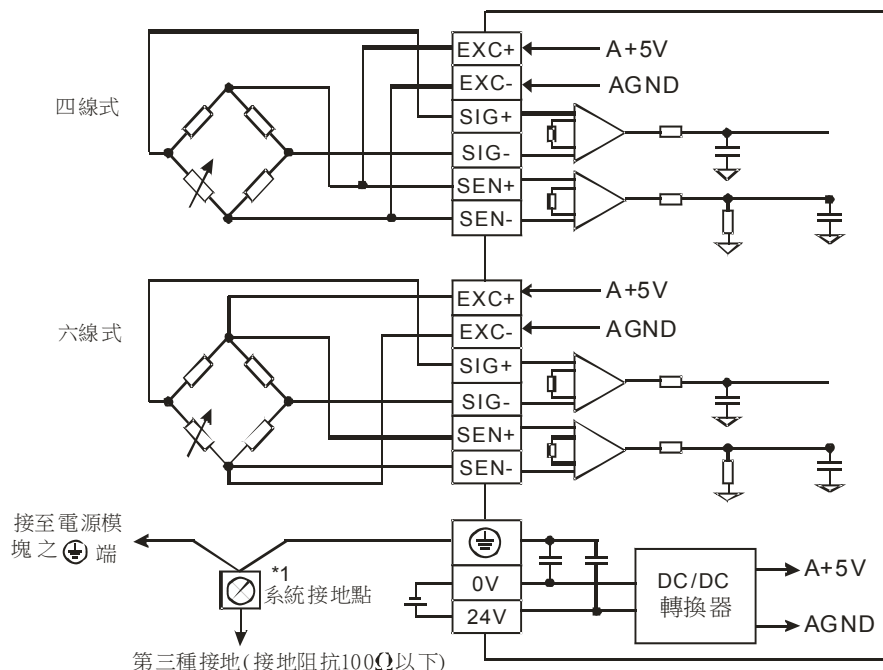 四線式
EXC+
A+5V
EXC-
AGND
SIG+
SIG-
SEN+
SEN-
六線式
EXC+
A+5V
EXC-
AGND
SIG+
SIG-
SEN+
SEN-
接至電源模
塊之 端
*1
系統接地點
0V
24V
DC/DC
轉換器
A+5V
AGND
第三種接地(接地阻抗100Ω以下)